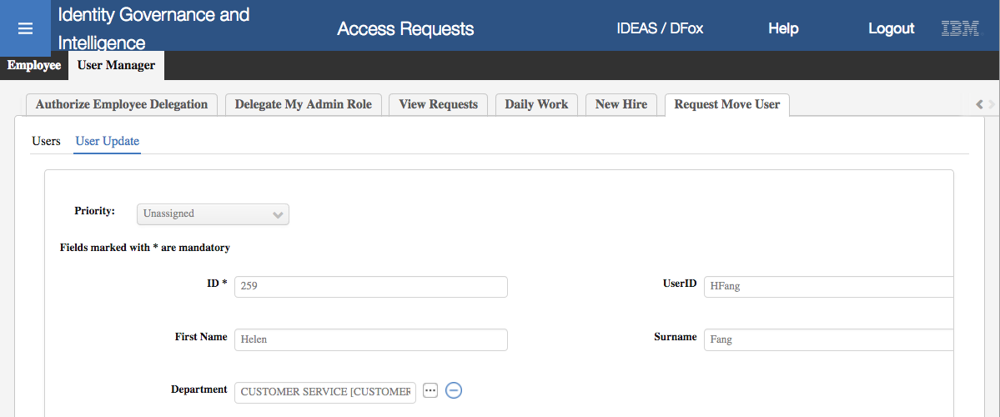 Identity Governance and
Intelligence
Access Requests
IDEAS / DFox
Help
Logout
IBM
Employee
User Manager
Authorize Employee Delegation
Delegate My Admin Role
View Requests
Daily Work
New Hire
Request Move User
Users
User Update
Priority:
Unassigned
Fields marked with * are mandatory
ID *
259
UserID
HFang
First Name
Helen
Surname
Fang
Department
CUSTOMER SERVICE [CUSTOMER